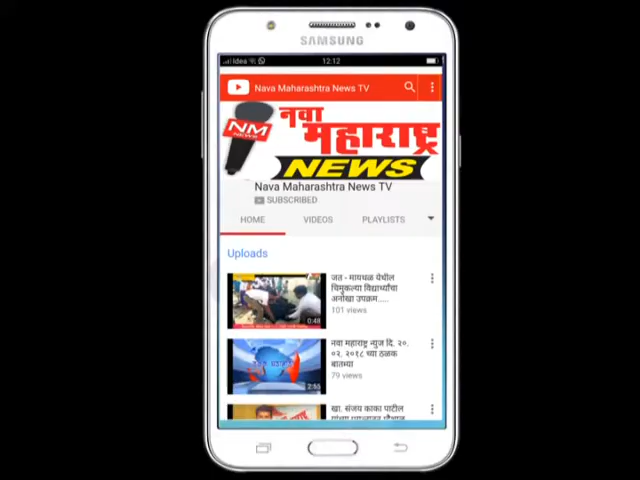 SAMSUNG
Idea
12:12
Nava Maharashtra News TV
NM
NEWS
नवा
महाराष्ट्र
NEWS
Nava Maharashtra News TV
SUBSCRIBED
HOME VIDEOS PLAYLISTS
Uploads
जत - मायथळ येथील
चिमुकल्या विद्यार्थ्यांचा
अनोखा उपक्रम.....
101 views
0:48
नवा महाराष्ट्र न्युज दि. २०.
०२. २०१८ च्या ठळक
बातम्या
79 views
2:55
खा. संजय काका पाटील